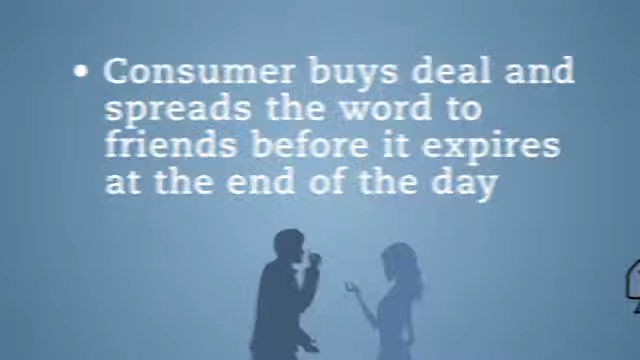 • Consumer buys deal and
spreads the word to
friends before it expires
at the end of the day